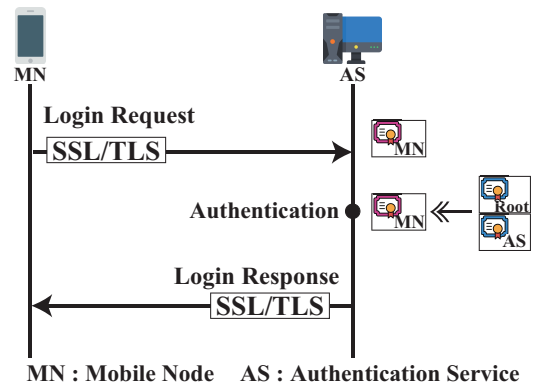 MN
AS
Login Request
SSL/TLS
MN
Authentication
MN
Root
AS
Login Response
SSL/TLS
MN : Mobile Node AS : Authentication Service